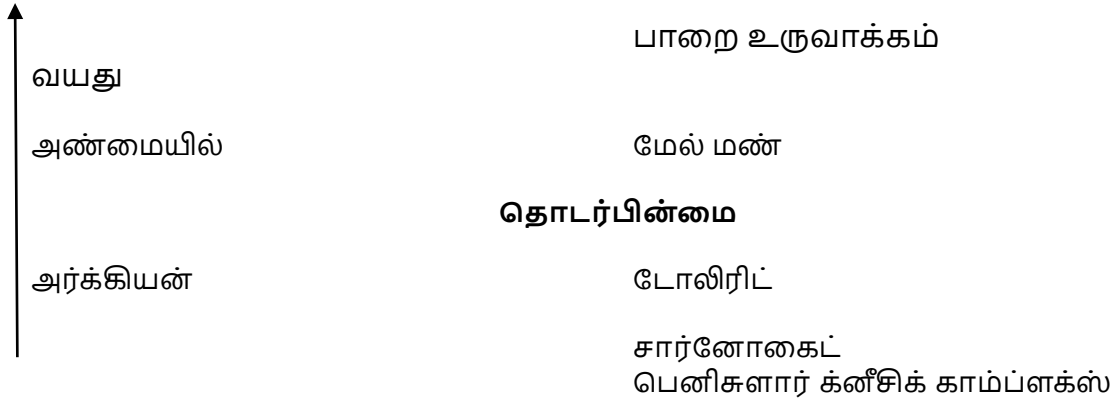 பாறை உருவாக்கம்
வயது
அண்மையில் மேல் மண்
தொடர்பின்மை
அர்க்கியன் டோலிரிட்
சார்னோகைட்
பெனிசுளார் க்னீசிக் காம்ப்ளக்ஸ்